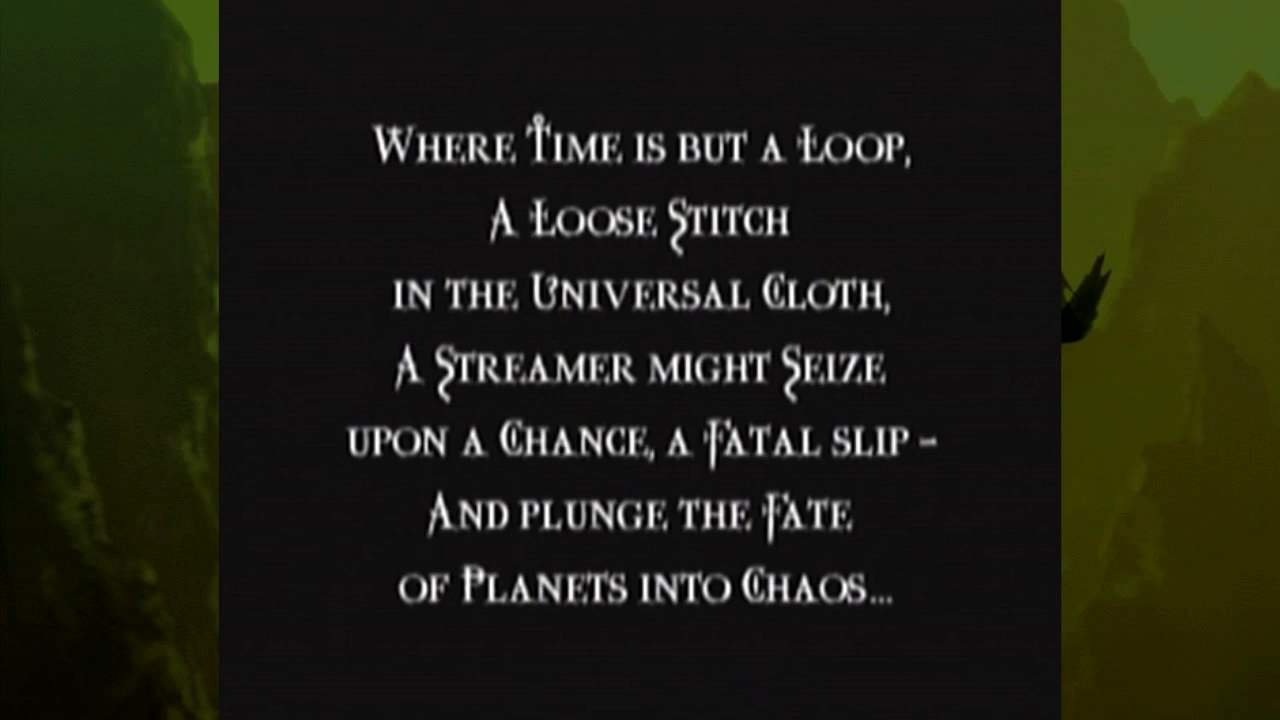 Where Time is but a Loop,
A Loose Stitch
in the Universal Cloth,
A Streamer might Seize
upon a Chance, a Fatal slip -
And plunge the Fate
of Planets into Chaos...